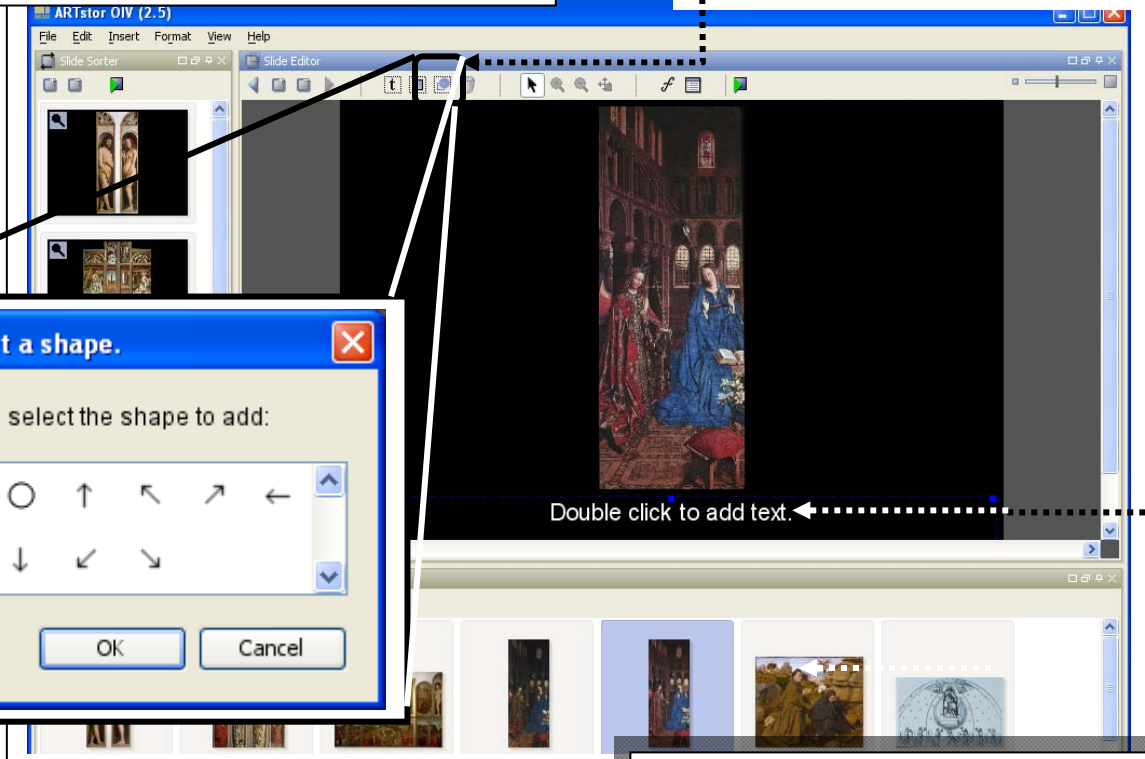 ARTstor OIV (2.5)
File Edit Insert Format View Help
Slide Sorter
Slide Editor
t
f
Double click to add text.
t a shape.
select the shape to add:
OK
Cancel